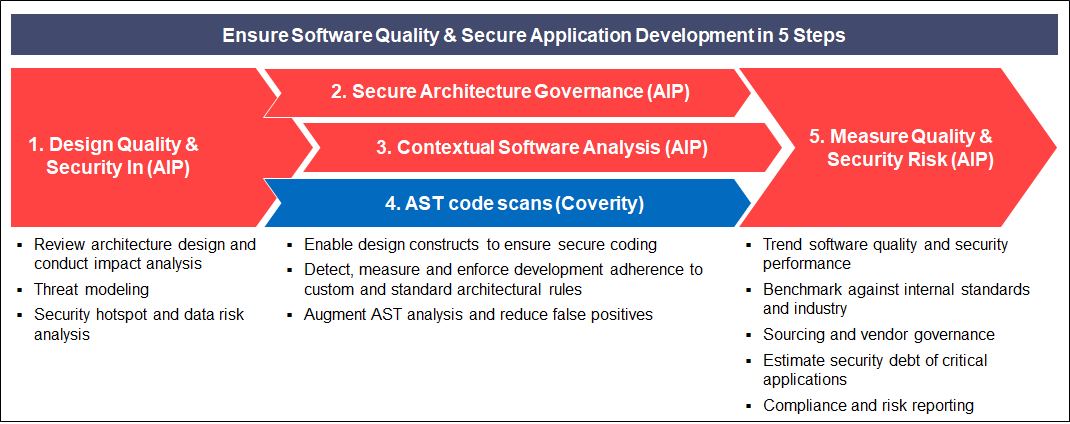 Ensure Software Quality & Secure Application Development in 5 Steps
1. Design Quality &
Security In (AIP)
2. Secure Architecture Governance (AIP)
3. Contextual Software Analysis (AIP)
4. AST code scans (Coverity)
5. Measure Quality &
Security Risk (AIP)
▪ Review architecture design and
conduct impact analysis
▪ Threat modeling
▪ Security hotspot and data risk
analysis
▪ Enable design constructs to ensure secure coding
▪ Detect, measure and enforce development adherence to
custom and standard architectural rules
▪ Augment AST analysis and reduce false positives
▪ Trend software quality and security
performance
▪ Benchmark against internal standards
and industry
▪ Sourcing and vendor governance
▪ Estimate security debt of critical
applications
▪ Compliance and risk reporting